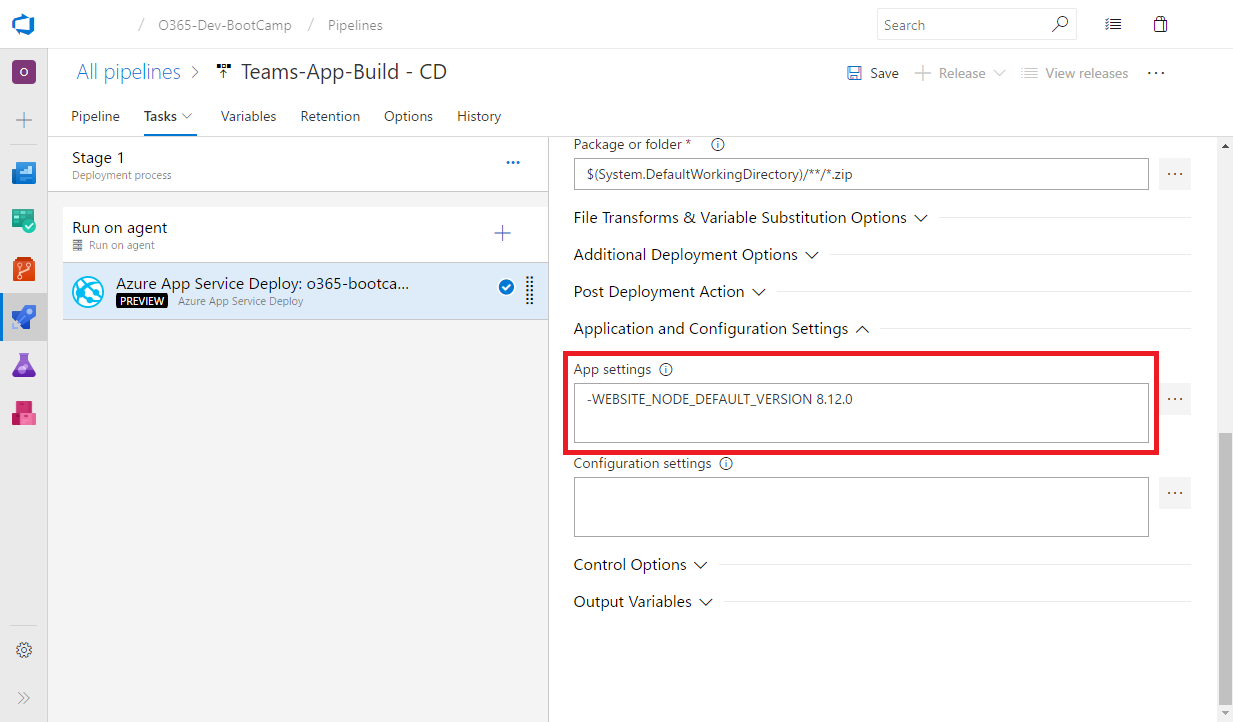 / O365-Dev-BootCamp / Pipelines
Search
O
All pipelines > Teams-App-Build - CD
Save
Release
View releases
Pipeline
Tasks
Variables
Retention
Options
History
Stage 1
Deployment process
Run on agent
Run on agent
Azure App Service Deploy: o365-bootca...
PREVIEW Azure App Service Deploy
Package or folder *
$(System.DefaultWorkingDirectory)/**/*.zip
File Transforms & Variable Substitution Options
Additional Deployment Options
Post Deployment Action
Application and Configuration Settings
App settings
-WEBSITE_NODE_DEFAULT_VERSION 8.12.0
Configuration settings
Control Options
Output Variables